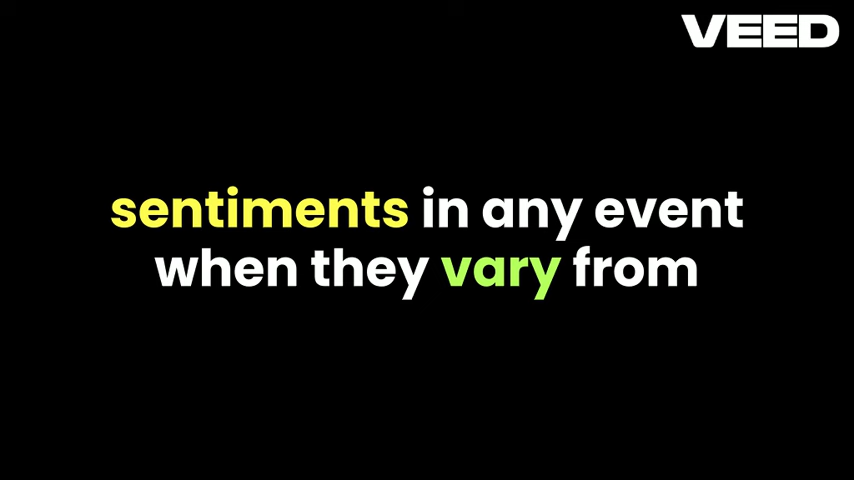 VEED
sentiments in any event
when they vary from